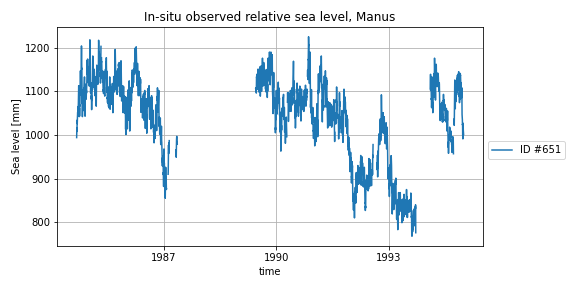 In-situ observed relative sea level, Manus
Sea level [mm]
1200
1100
1000
900
800
1987
1990
1993
time
ID #651